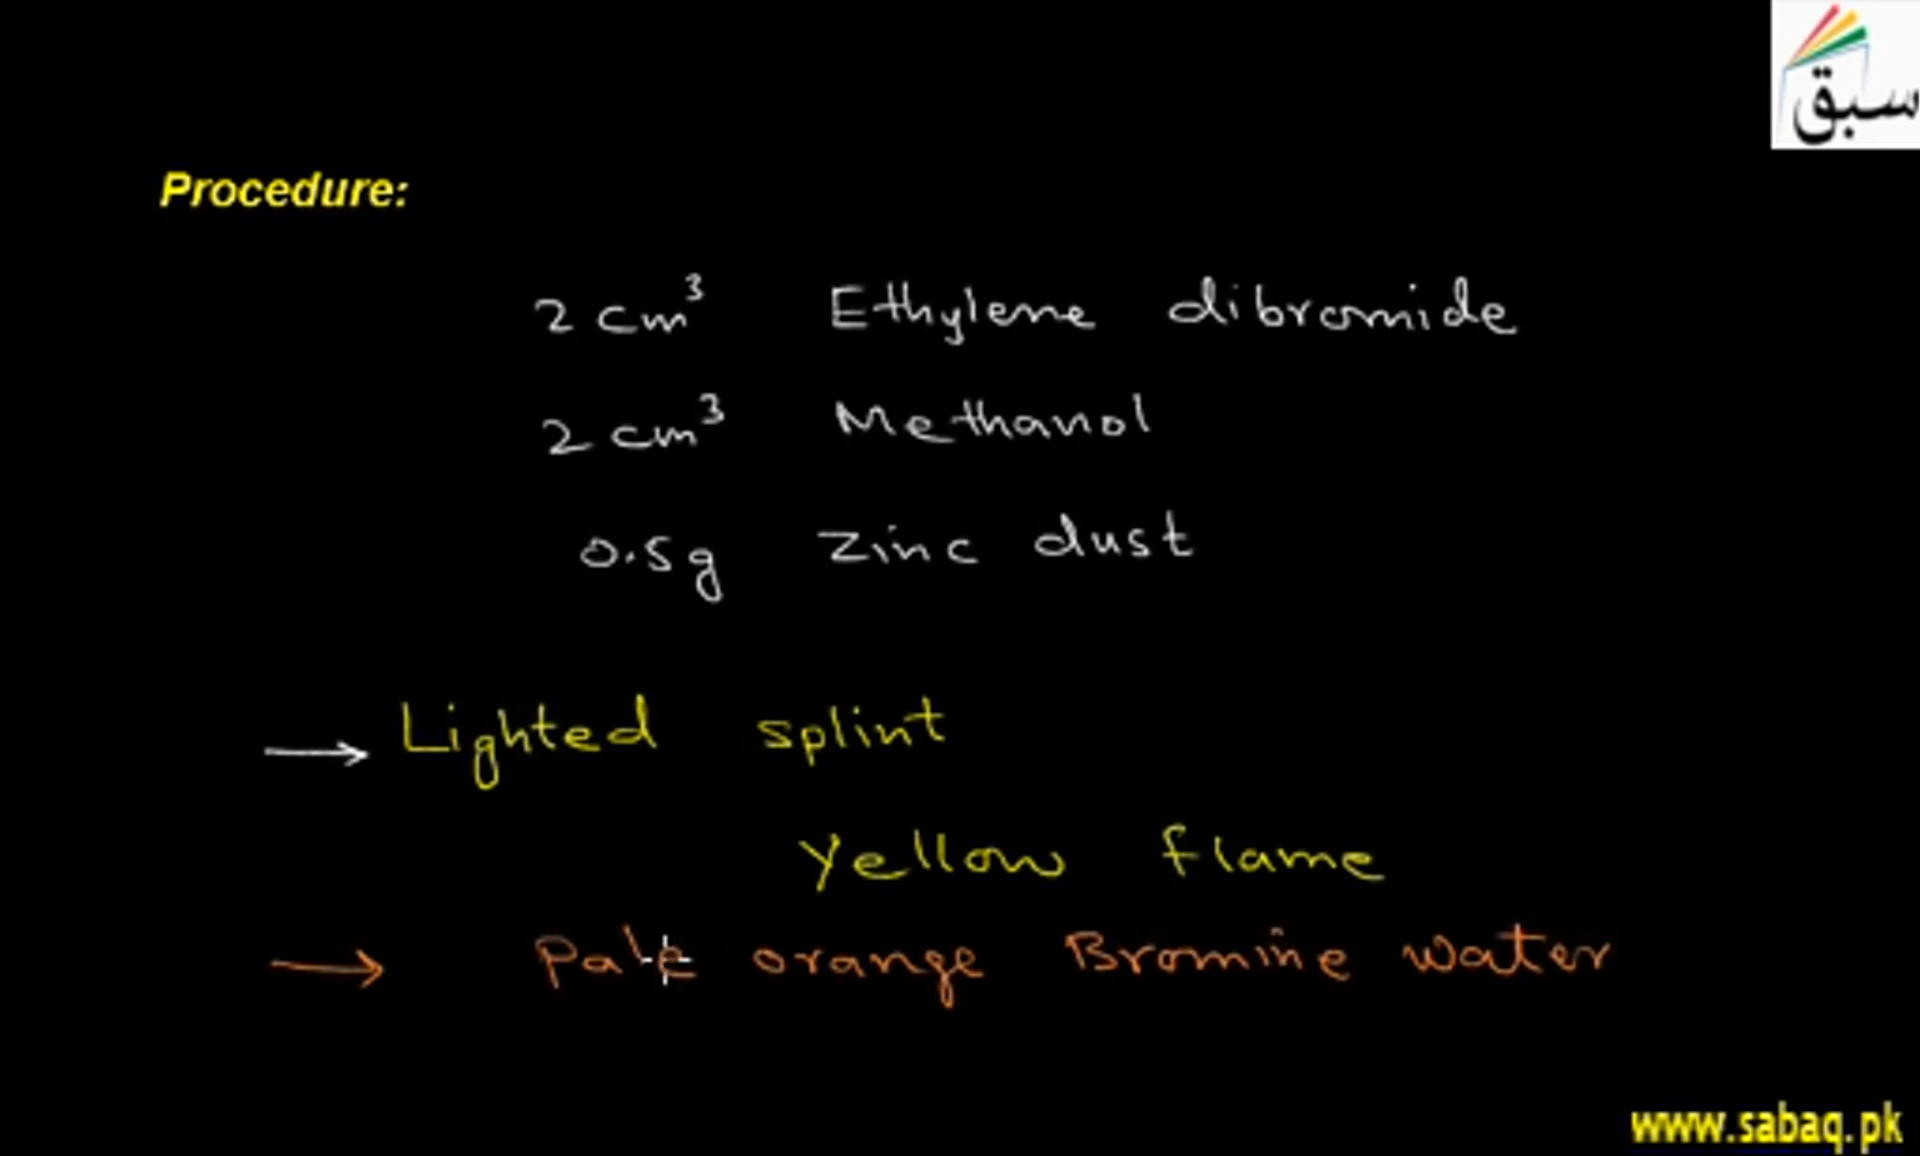 سبق
Procedure:
2 cm³ Ethylene dibromide
2 cm³ Methanol
0.5g Zinc dust
→ Lighted splint
Yellow flame
→ Pale orange Bromine water
www.sabaq.pk